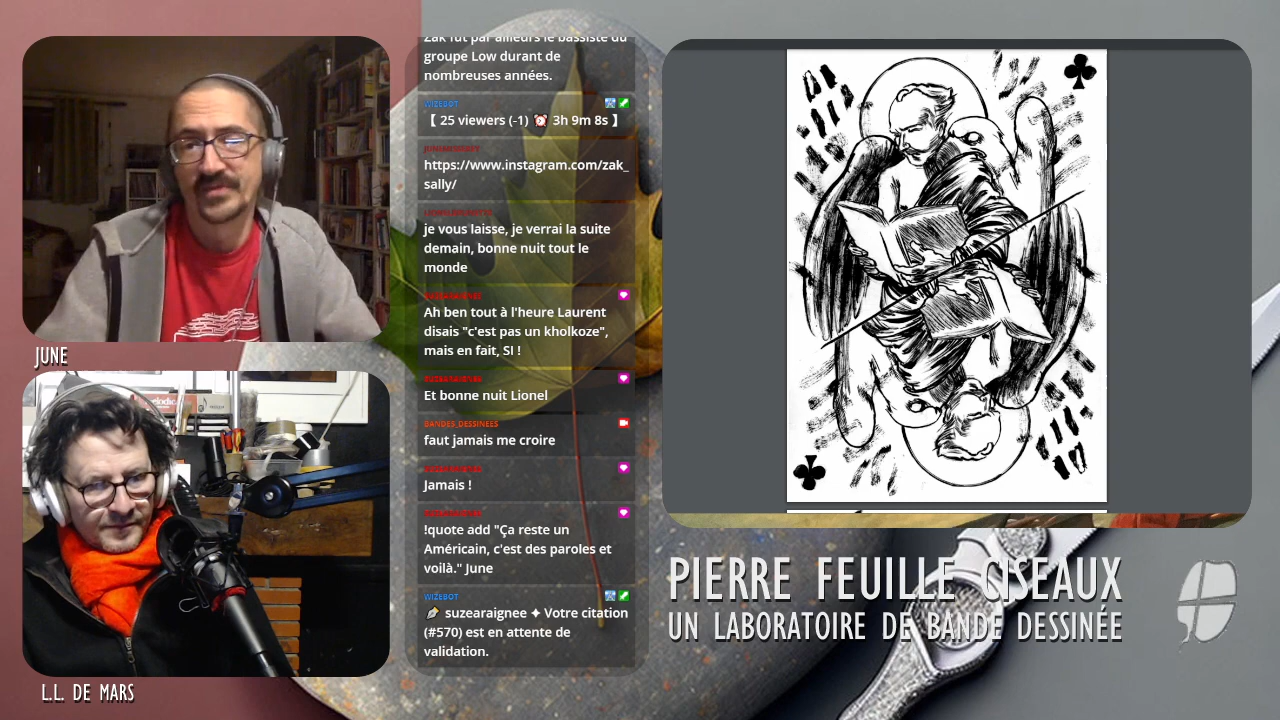 Zak fut par ailleurs le bassiste du
groupe Low durant de
nombreuses années.
WIZEBOT
【 25 viewers (-1) ⏰ 3h 9m 8s 】
https://www.instagram.com/zak_
sally/
je vous laisse, je verrai la suite
demain, bonne nuit tout le
monde
Ah ben tout à l'heure Laurent
disais "c'est pas un kholkoze",
mais en fait, SI !
Et bonne nuit Lionel
BANDES_DESSINEES
faut jamais me croire
Jamais !
!quote add "Ça reste un
Américain, c'est des paroles et
voilà." June
WIZEBOT
suzearaignee ✦ Votre citation
(#570) est en attente de
validation.
JUNE
L.L. DE MARS
PIERRE FEUILLE CISEAUX
UN LABORATOIRE DE BANDE DESSINÉE